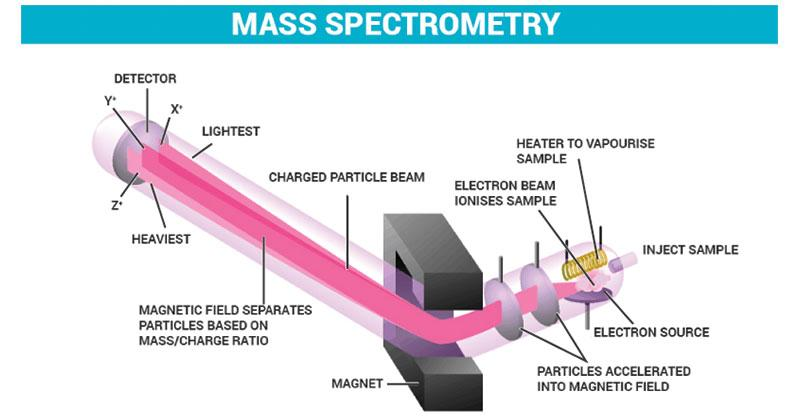 MASS SPECTROMETRY
DETECTOR
Y⁺
X⁺
LIGHTEST
HEATER TO VAPOURISE
SAMPLE
CHARGED PARTICLE BEAM
ELECTRON BEAM
IONISES SAMPLE
Z⁺
HEAVIEST
INJECT SAMPLE
MAGNETIC FIELD SEPARATES
PARTICLES BASED ON
MASS/CHARGE RATIO
ELECTRON SOURCE
MAGNET
PARTICLES ACCELERATED
INTO MAGNETIC FIELD